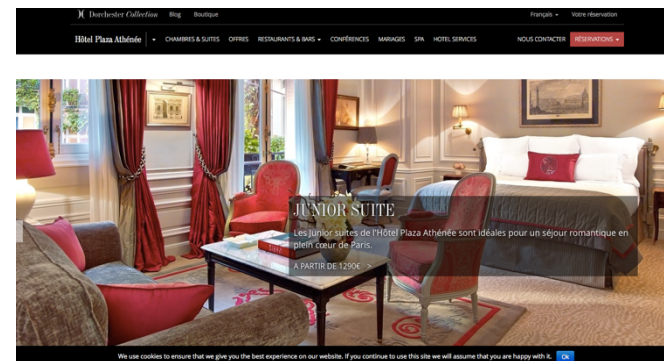 Dorchester Collection Blog Boutique Français Votre réservation
Hôtel Plaza Athénée CHAMBRES & SUITES OFFRES RESTAURANTS & BARS CONFÉRENCES MARIAGES SPA HOTEL SERVICES NOUS CONTACTER RÉSERVATIONS
JUNIOR SUITE
Les Junior suites de l'Hôtel Plaza Athénée sont idéales pour un séjour romantique en
plein cœur de Paris.
A PARTIR DE 1290€ >
We use cookies to ensure that we give you the best experience on our website. If you continue to use this site we will assume that you are happy with it. Ok